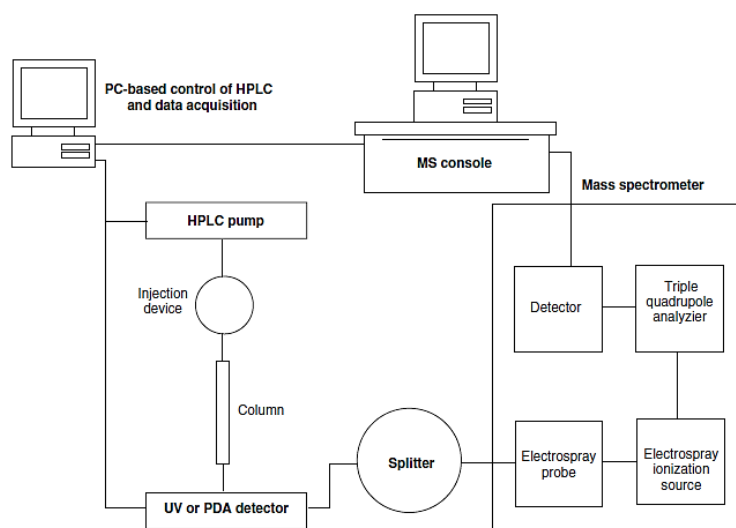 PC-based control of HPLC
and data acquisition
MS console
Mass spectrometer
HPLC pump
Injection
device
Detector
Triple
quadrupole
analyzier
Column
Splitter
Electrospray
probe
Electrospray
ionization
source
UV or PDA detector